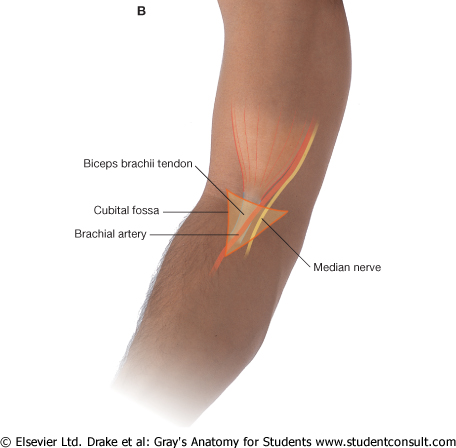 B
Biceps brachii tendon
Cubital fossa
Brachial artery
Median nerve
© Elsevier Ltd. Drake et al: Gray's Anatomy for Students www.studentconsult.com